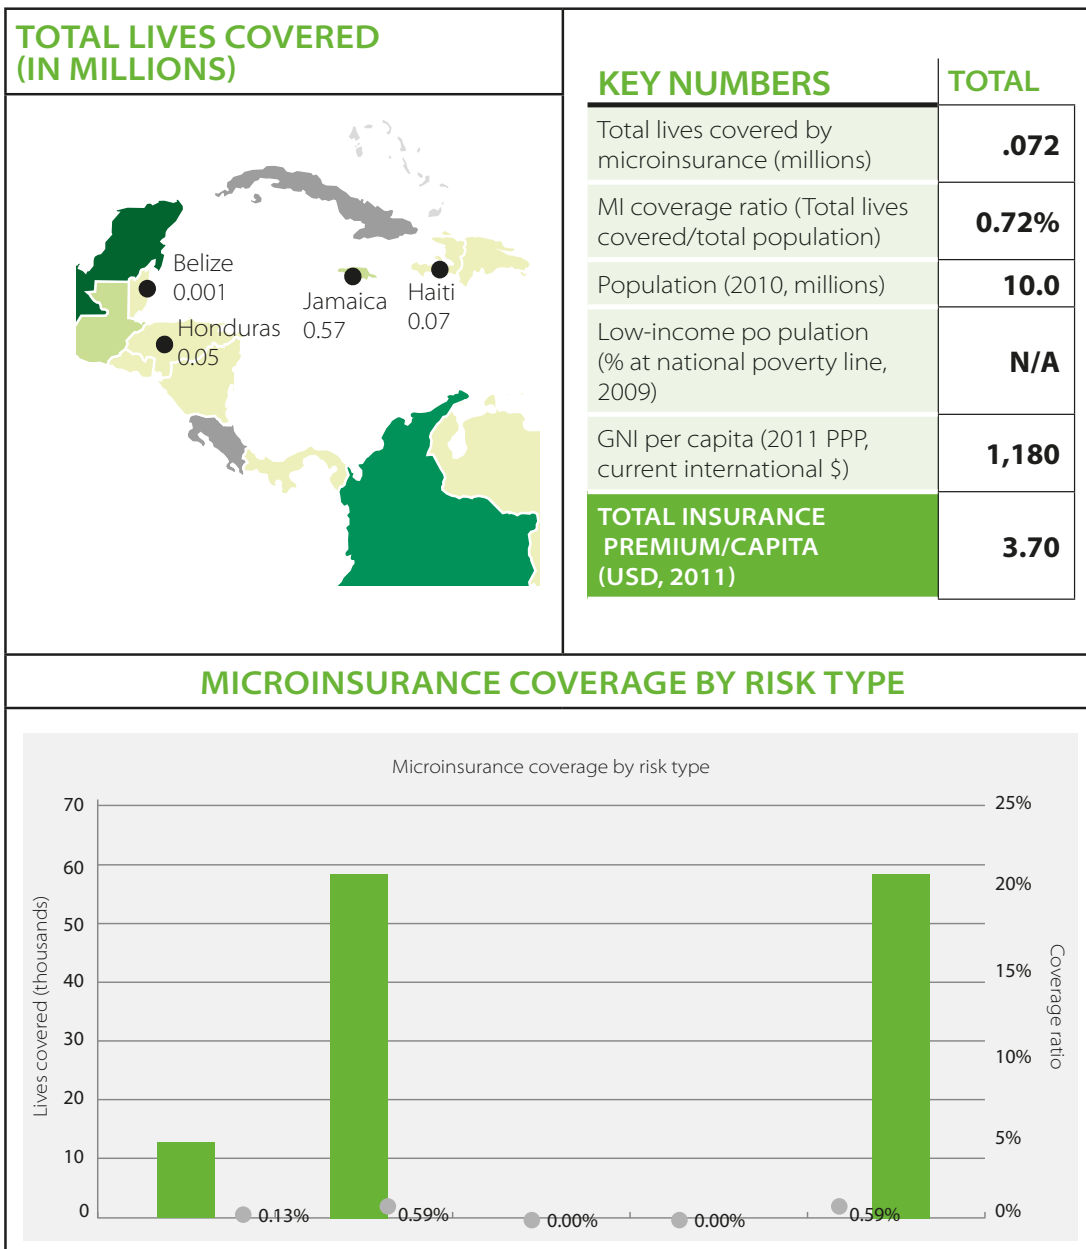 TOTAL LIVES COVERED
(IN MILLIONS)
Belize
0.001
Honduras
0.05
Jamaica
0.57
Haiti
0.07
KEY NUMBERS TOTAL
Total lives covered by
microinsurance (millions)
.072
MI coverage ratio (Total lives
covered/total population)
0.72%
Population (2010, millions)
10.0
Low-income po pulation
(% at national poverty line,
2009)
N/A
GNI per capita (2011 PPP,
current international $)
1,180
TOTAL INSURANCE
PREMIUM/CAPITA
(USD, 2011)
3.70
MICROINSURANCE COVERAGE BY RISK TYPE
Microinsurance coverage by risk type
Lives covered (thousands)
70
60
50
40
30
20
10
0
0.13%
0.59%
0.00%
0.00%
0.59%
25%
20%
15%
10%
5%
0%
Coverage ratio